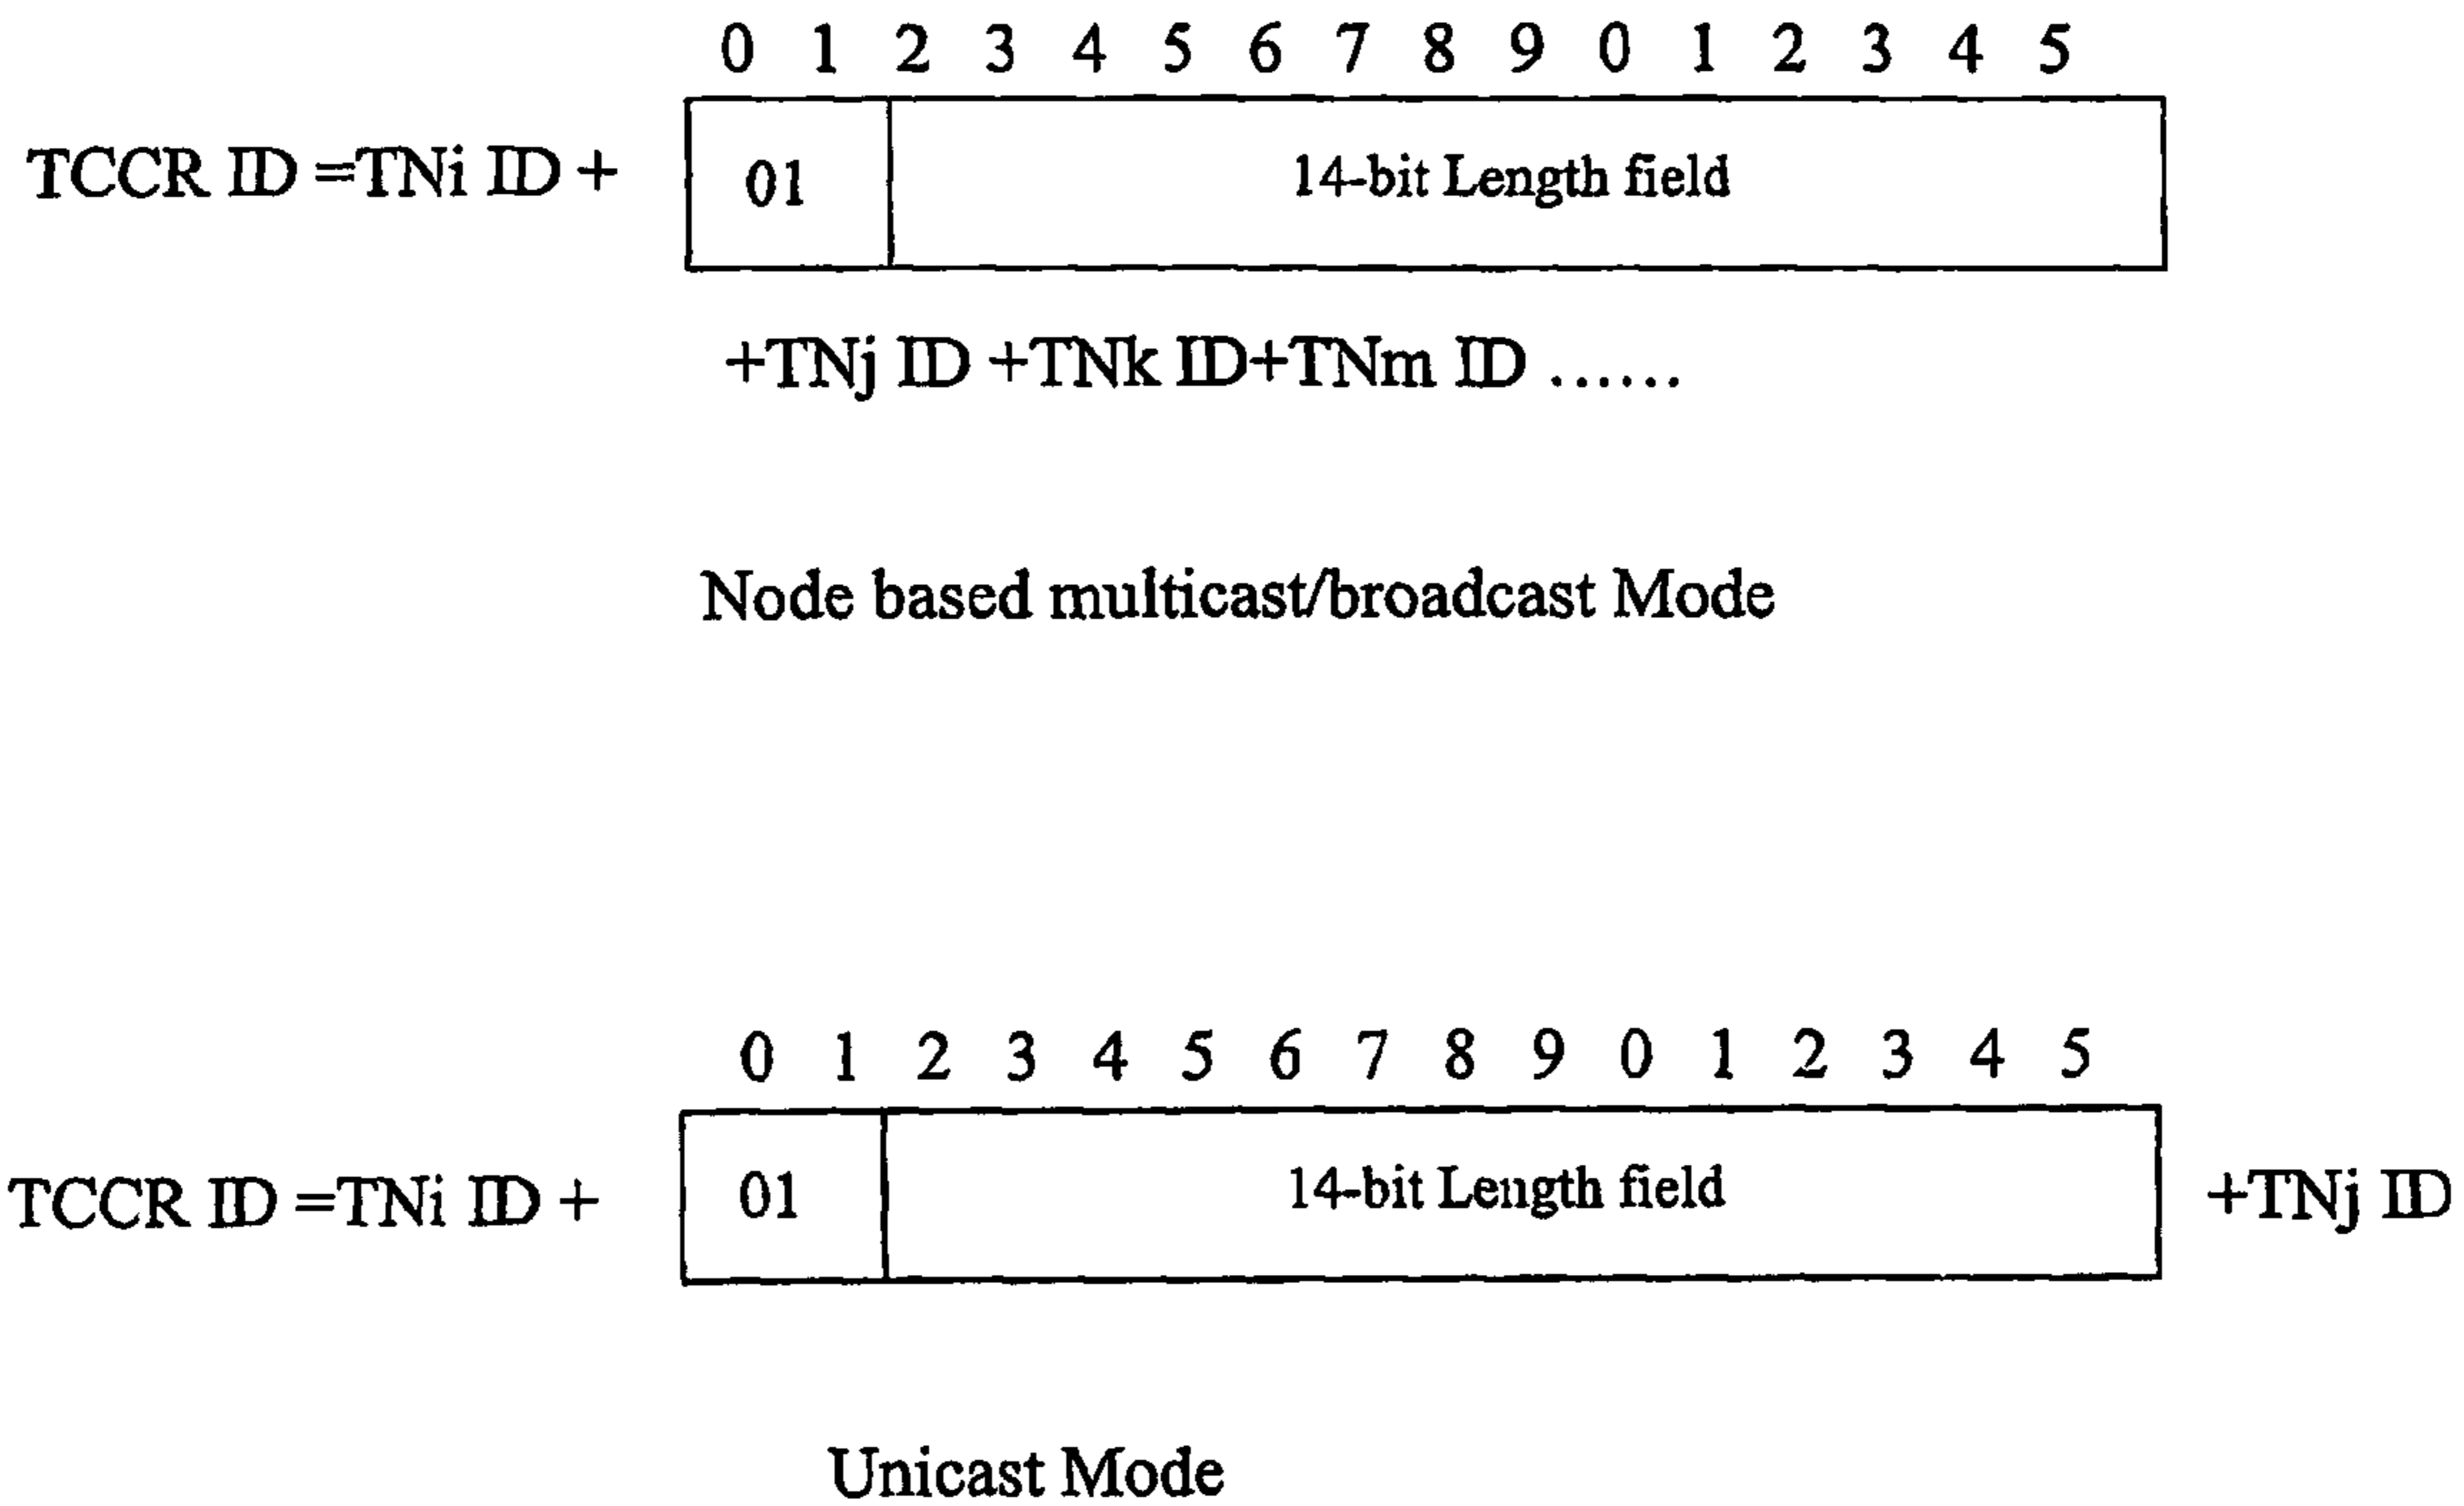 0 1 2 3 4 5 6 7 8 9 0 1 2 3 4 5
TCCR ID =TNi ID + 01 14-bit Length field
+TNj ID +TNk ID+TNm ID ......
Node based multicast/broadcast Mode
0 1 2 3 4 5 6 7 8 9 0 1 2 3 4 5
TCCR ID =TNi ID + 01 14-bit Length field +TNj ID
Unicast Mode